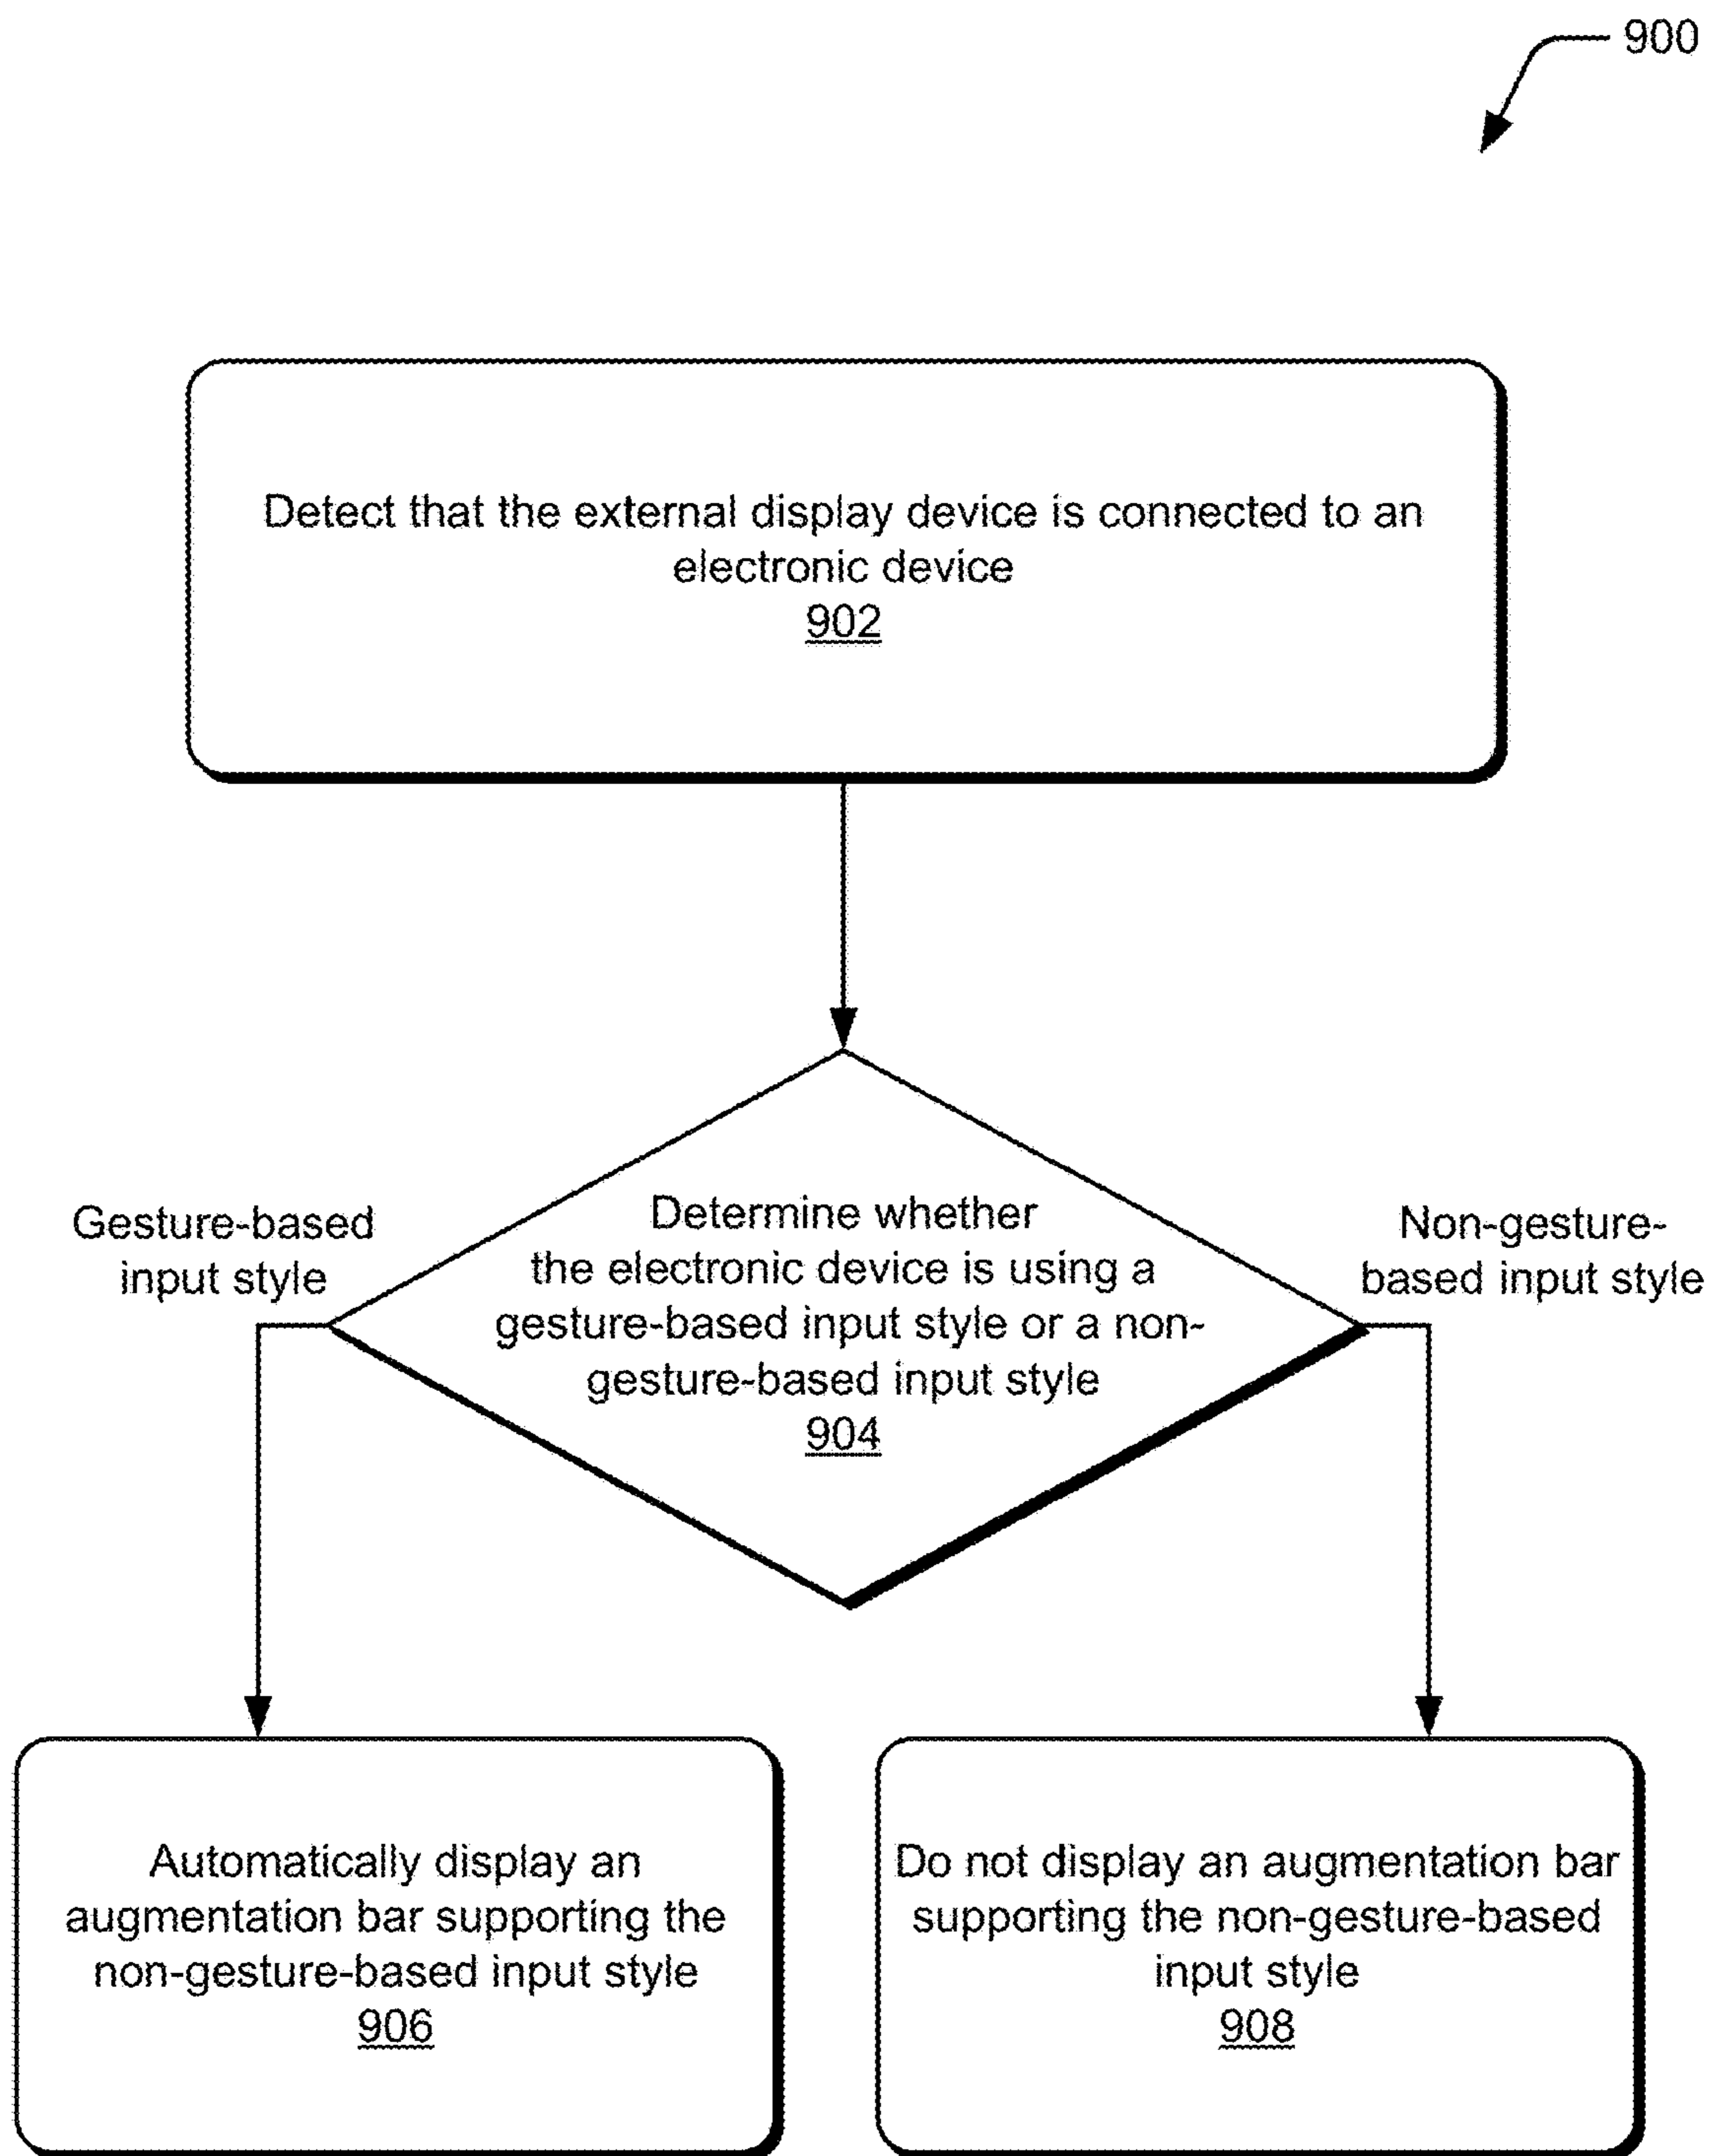 900
Detect that the external display device is connected to an
electronic device
902
Gesture-based
input style
Determine whether
the electronic device is using a
gesture-based input style or a non-
gesture-based input style
904
Non-gesture-
based input style
Automatically display an
augmentation bar supporting the
non-gesture-based input style
906
Do not display an augmentation bar
supporting the non-gesture-based
input style
908